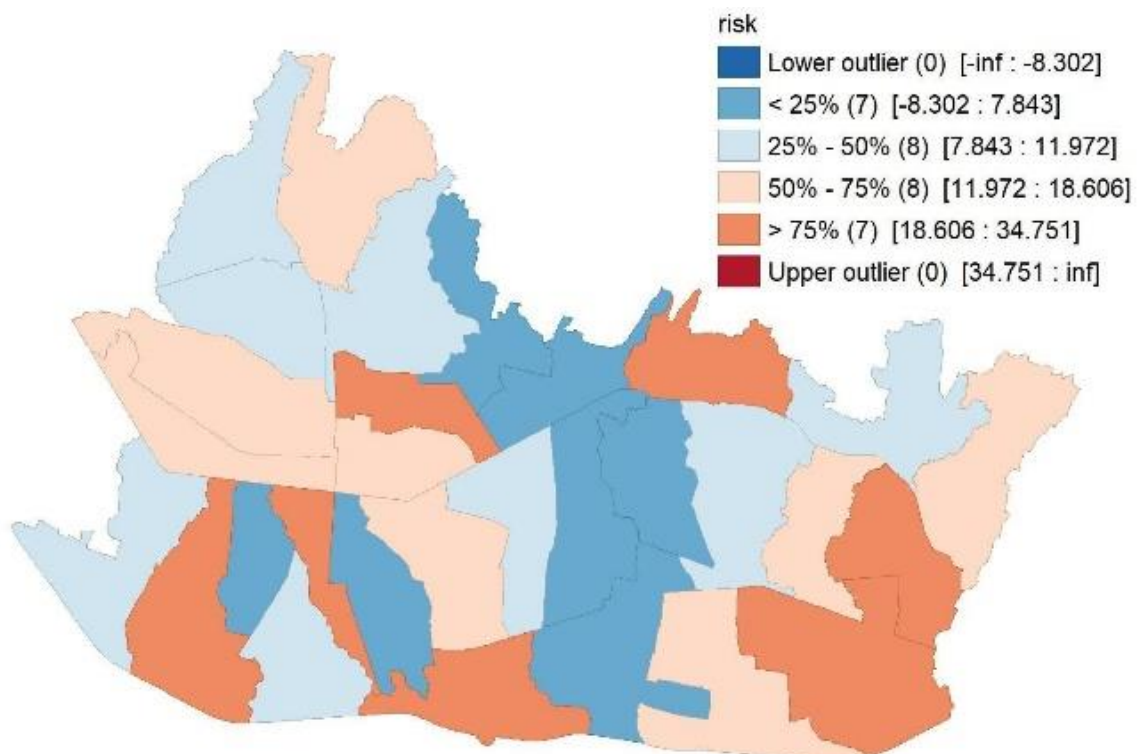 risk
Lower outlier (0) [-inf : -8.302]
< 25% (7) [-8.302 : 7.843]
25% - 50% (8) [7.843 : 11.972]
50% - 75% (8) [11.972 : 18.606]
> 75% (7) [18.606 : 34.751]
Upper outlier (0) [34.751 : inf]